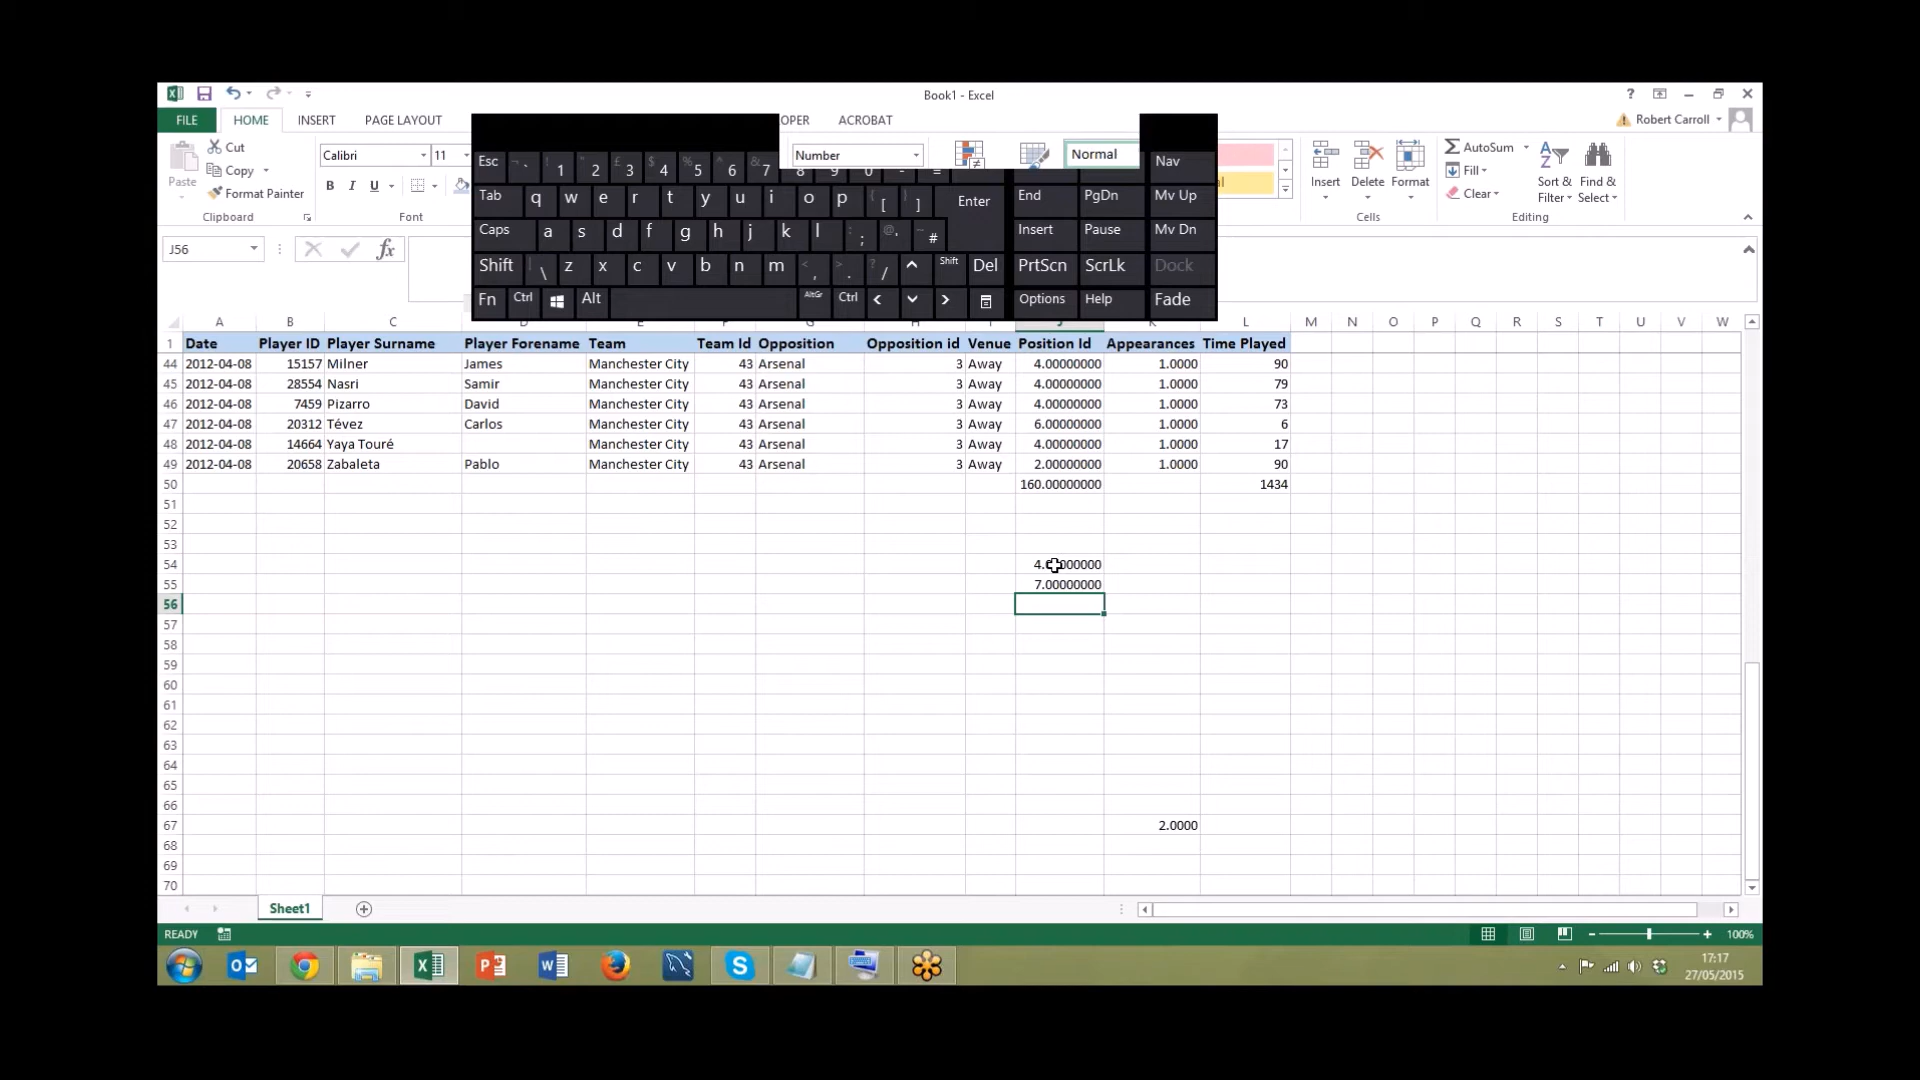 Book1 - Excel
FILE HOME INSERT PAGE LAYOUT OPER ACROBAT Robert Carroll
Paste Cut Copy Format Painter Clipboard
Calibri 11 B I U Font
Number Normal
Insert Delete Format Cells
AutoSum Fill Clear Sort & Filter Find & Select Editing
Esc 1 2 3 4 5 6 7 8 9 0 - = Nav
Tab q w e r t y u i o p [ ] Enter End PgDn Mv Up
Caps a s d f g h j k l ; ' # Insert Pause Mv Dn
Shift \ z x c v b n m , . / Shift Del PrtScn ScrLk Dock
Fn Ctrl Alt AltGr Ctrl Options Help Fade
J56 fx
A B C D E F G H I J K L M N O P Q R S T U V W
1 Date Player ID Player Surname Player Forename Team Team Id Opposition Opposition id Venue Position Id Appearances Time Played
44 2012-04-08 15157 Milner James Manchester City 43 Arsenal 3 Away 4.00000000 1.0000 90
45 2012-04-08 28554 Nasri Samir Manchester City 43 Arsenal 3 Away 4.00000000 1.0000 79
46 2012-04-08 7459 Pizarro David Manchester City 43 Arsenal 3 Away 4.00000000 1.0000 73
47 2012-04-08 20312 Tévez Carlos Manchester City 43 Arsenal 3 Away 6.00000000 1.0000 6
48 2012-04-08 14664 Yaya Touré Manchester City 43 Arsenal 3 Away 4.00000000 1.0000 17
49 2012-04-08 20658 Zabaleta Pablo Manchester City 43 Arsenal 3 Away 2.00000000 1.0000 90
50 160.00000000 1434
51
52
53
54 4.00000000
55 7.00000000
56
57
58
59
60
61
62
63
64
65
66
67 2.0000
68
69
70
Sheet1
READY 100%
17:17
27/05/2015